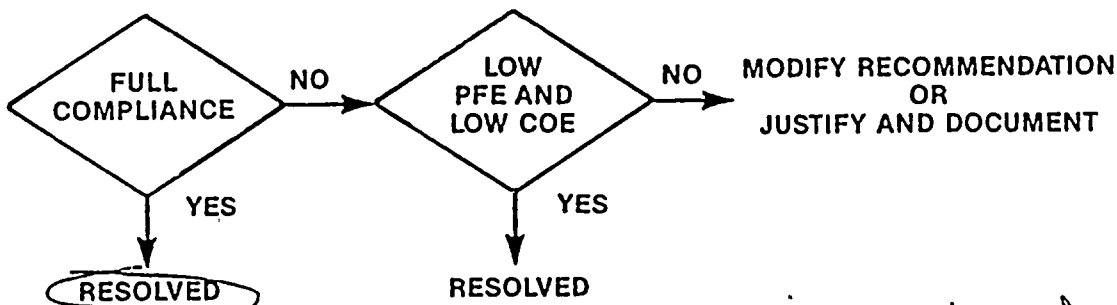 FULL
COMPLIANCE
NO
LOW
PFE AND
LOW COE
NO
MODIFY RECOMMENDATION
OR
JUSTIFY AND DOCUMENT
YES
YES
RESOLVED
RESOLVED